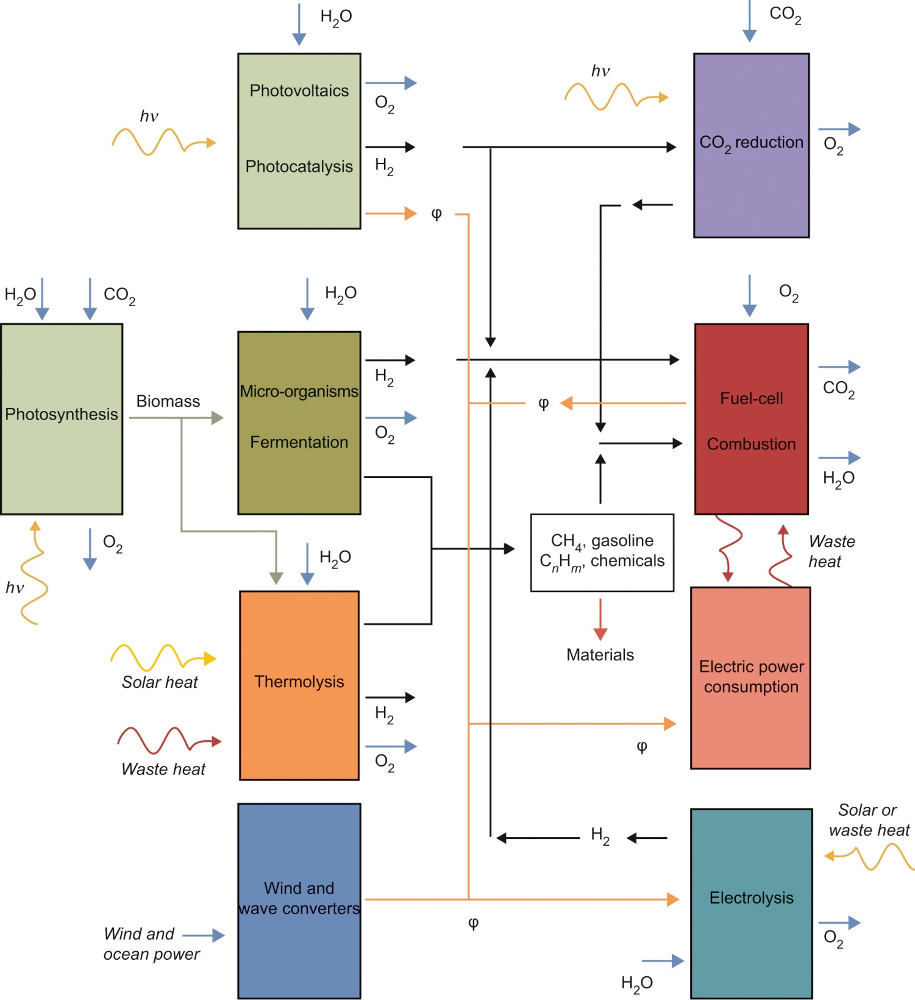 H₂O
CO₂
Photovoltaics
Photocatalysis
hν
O₂
H₂
φ
hν
CO₂ reduction
O₂
H₂O
CO₂
H₂O
O₂
Photosynthesis
Biomass
Micro-organisms
Fermentation
H₂
O₂
φ
Fuel-cell
Combustion
CO₂
H₂O
O₂
hν
H₂O
CH₄, gasoline
CₙHₘ, chemicals
Materials
Waste
heat
Solar heat
Waste heat
Thermolysis
H₂
O₂
Electric power
consumption
φ
Wind and
wave converters
Wind and
ocean power
φ
H₂
Electrolysis
Solar or
waste heat
O₂
H₂O